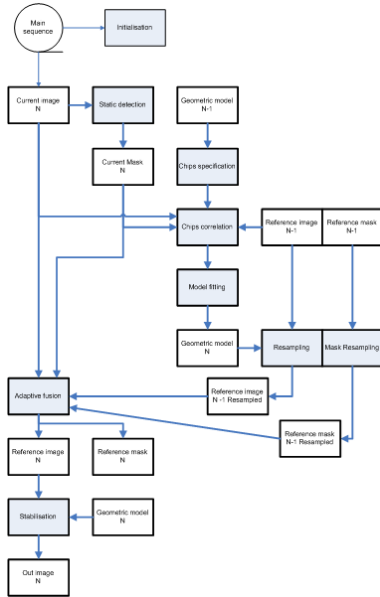 Main
sequence
Initialisation
Current image
N
Static detection
Geometric model
N-1
Current Mask
N
Chips specification
Chips correlation
Reference image
N-1
Reference mask
N-1
Model fitting
Geometric model
N
Resampling
Mask Resampling
Adaptive fusion
Reference image
N -1 Resampled
Reference mask
N-1 Resampled
Reference image
N
Reference mask
N
Stabilisation
Geometric model
N
Out image
N